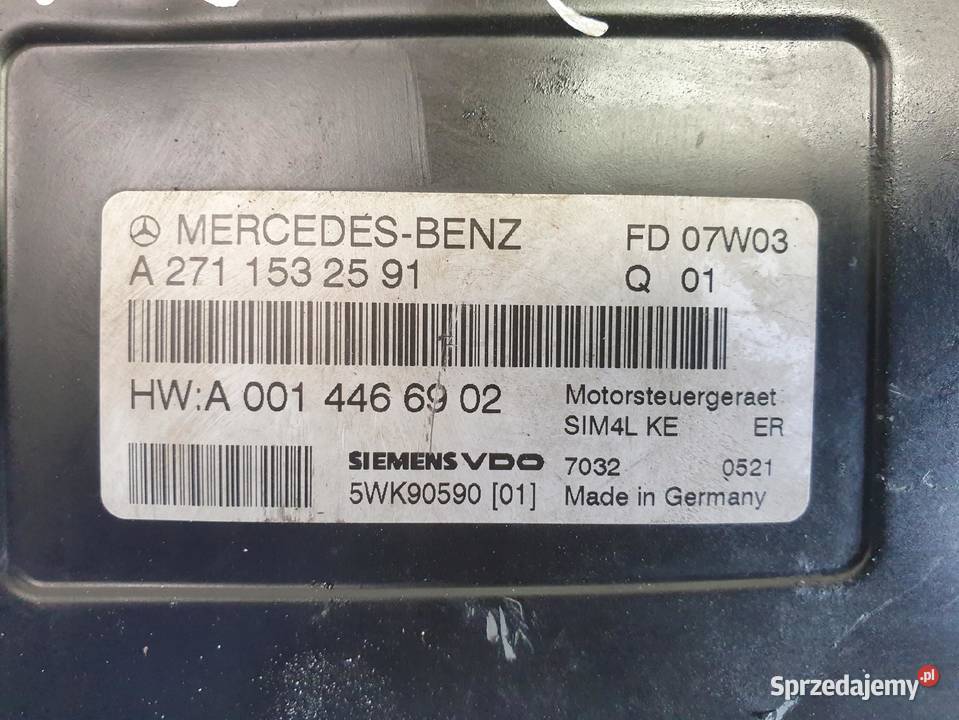 MERCEDES-BENZ FD 07W03
A 271 153 25 91 Q 01
HW:A 001 446 69 02 Motorsteuergeraet
SIM4L KE ER
SIEMENS VDO 7032 0521
5WK90590 [01] Made in Germany
Sprzedajemy.pl